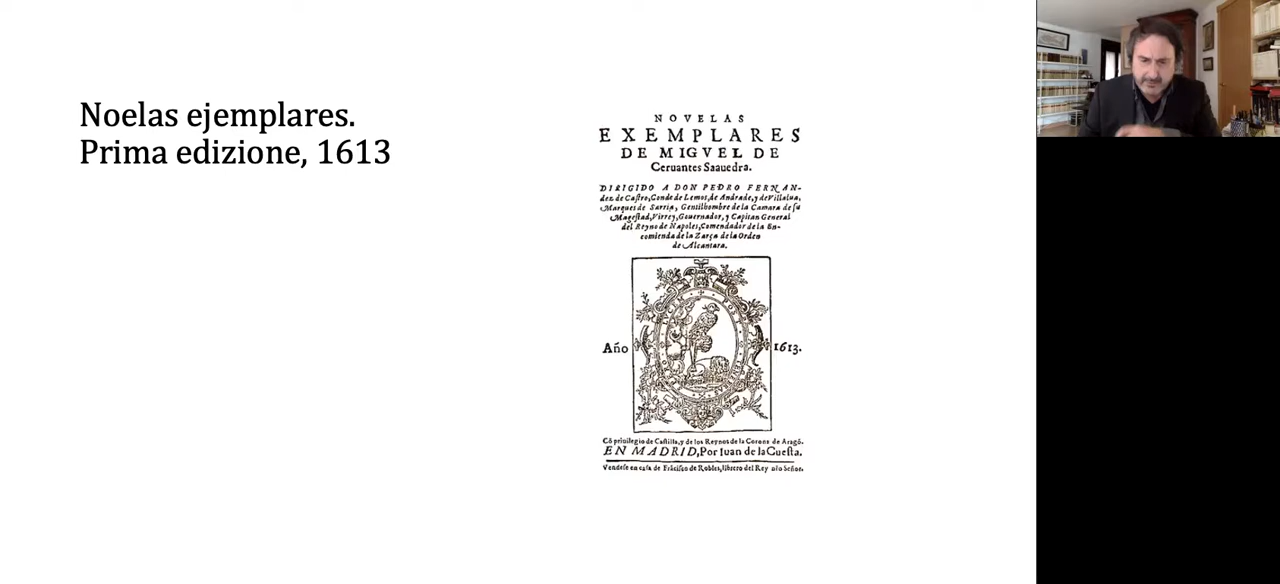 Noelas ejemplares.
Prima edizione, 1613
NOVELAS
EXEMPLARES
DE MIGVEL DE
Ceruantes Saauedra.
DIRIGIDO A DON PEDRO FERNAN-
dez de Castro, Conde de Lemos, de Andrade, y de Villalua,
Marques de Sarria, Gentilhombre de la Camara de su
Magestad, Virrey, Gouernador, y Capitan General
del Reyno de Napoles, Comendador de la En-
comienda de la Zarça de la Orden
de Alcantara.
Año 1613.
Cõ priuilegio de Castilla, y de los Reynos de la Corona de Aragõ.
EN MADRID, Por Iuan de la Cuesta.
Vendese en casa de Frãcisco de Robles, librero del Rey nr̃o Señor.